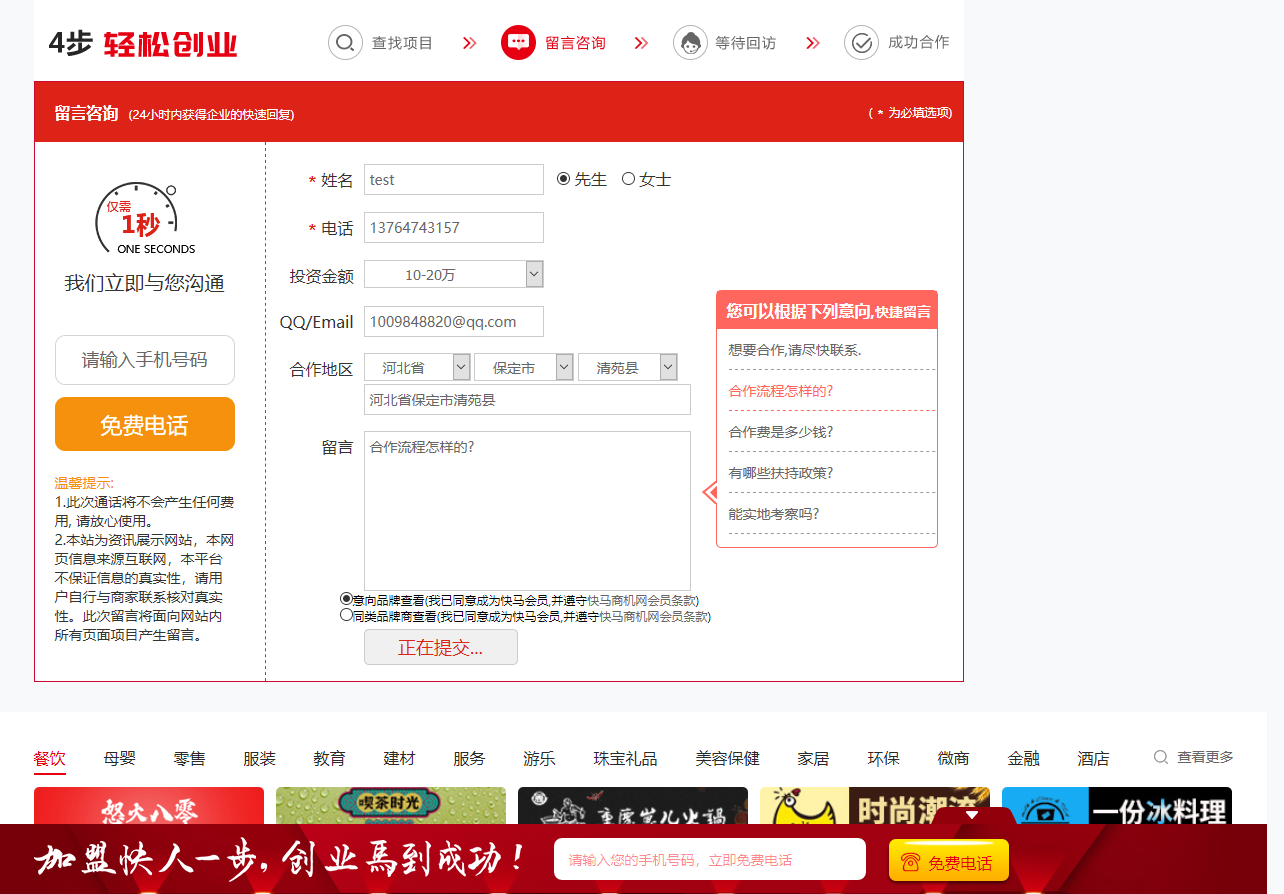 4步 轻松创业
查找项目
留言咨询
等待回访
成功合作
留言咨询 (24小时内获得企业的快速回复)
( * 为必填选项)
仅需
1秒
ONE SECONDS
我们立即与您沟通
请输入手机号码
免费电话
温馨提示:
1.此次通话将不会产生任何费
用, 请放心使用。
2.本站为资讯展示网站，本网
页信息来源互联网，本平台
不保证信息的真实性，请用
户自行与商家联系核对真实
性。此次留言将面向网站内
所有页面项目产生留言。
* 姓名 test 先生 女士
* 电话 13764743157
投资金额 10-20万
QQ/Email 1009848820@qq.com
合作地区 河北省 保定市 清苑县
河北省保定市清苑县
留言 合作流程怎样的?
意向品牌查看(我已同意成为快马会员,并遵守快马商机网会员条款)
同类品牌商查看(我已同意成为快马会员,并遵守快马商机网会员条款)
正在提交...
您可以根据下列意向,快捷留言
想要合作,请尽快联系.
合作流程怎样的?
合作费是多少钱?
有哪些扶持政策?
能实地考察吗?
餐饮 母婴 零售 服装 教育 建材 服务 游乐 珠宝礼品 美容保健 家居 环保 微商 金融 酒店 查看更多
怒火八零
喫茶时光
时尚潮流
一份冰料理
加盟快人一步,创业馬到成功!
请输入您的手机号码，立即免费电话
免费电话